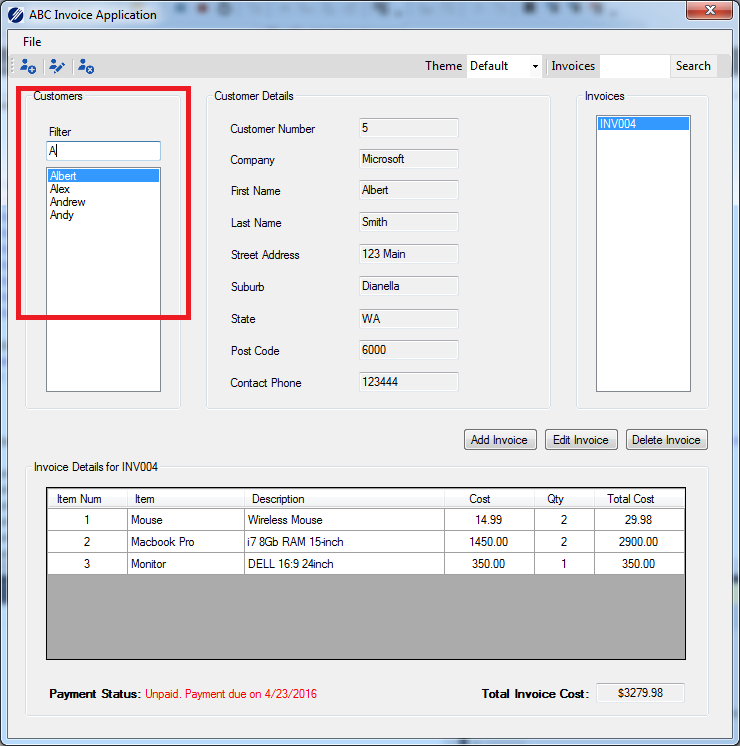 ABC Invoice Application
File
Theme Default Invoices Search
Customers
Filter
A
Albert
Alex
Andrew
Andy
Customer Details
Customer Number 5
Company Microsoft
First Name Albert
Last Name Smith
Street Address 123 Main
Suburb Dianella
State WA
Post Code 6000
Contact Phone 123444
Invoices
INV004
Add Invoice Edit Invoice Delete Invoice
Invoice Details for INV004
Item Num Item Description Cost Qty Total Cost
1 Mouse Wireless Mouse 14.99 2 29.98
2 Macbook Pro i7 8Gb RAM 15-inch 1450.00 2 2900.00
3 Monitor DELL 16:9 24inch 350.00 1 350.00
Payment Status: Unpaid. Payment due on 4/23/2016 Total Invoice Cost: $3279.98